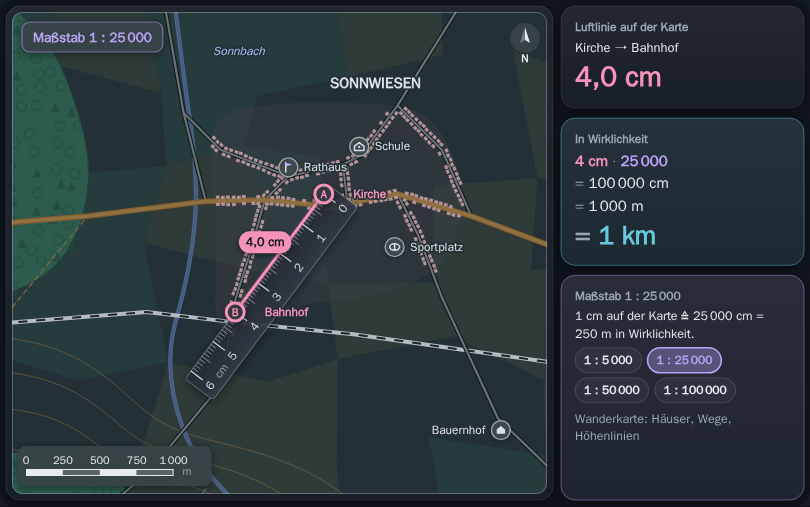 Maßstab 1 : 25 000
Sonnbach
N
SONNWIESEN
Schule
Rathaus
A
Kirche
0
1
4,0 cm
Sportplatz
2
3
B
Bahnhof
4
5
6 cm
Bauernhof
0 250 500 750 1 000
m
Luftlinie auf der Karte
Kirche → Bahnhof
4,0 cm
In Wirklichkeit
4 cm · 25 000
= 100 000 cm
= 1 000 m
= 1 km
Maßstab 1 : 25 000
1 cm auf der Karte ≙ 25 000 cm =
250 m in Wirklichkeit.
1 : 5 000 1 : 25 000
1 : 50 000 1 : 100 000
Wanderkarte: Häuser, Wege,
Höhenlinien